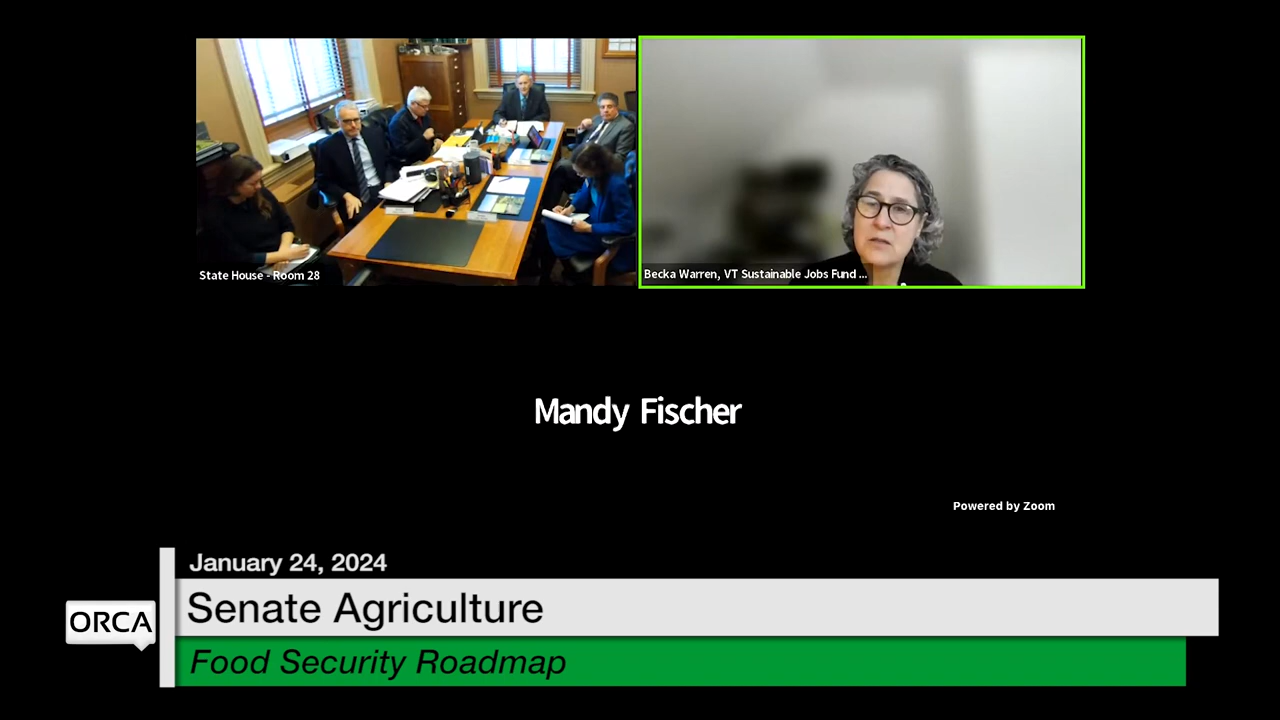 State House - Room 28
Becka Warren, VT Sustainable Jobs Fund ...
Mandy Fischer
Powered by Zoom
January 24, 2024
Senate Agriculture
ORCA
Food Security Roadmap